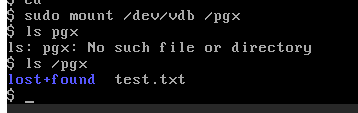 $ cd
$ sudo mount /dev/vdb /pgx
$ ls pgx
ls: pgx: No such file or directory
$ ls /pgx
lost+found  test.txt
$ _